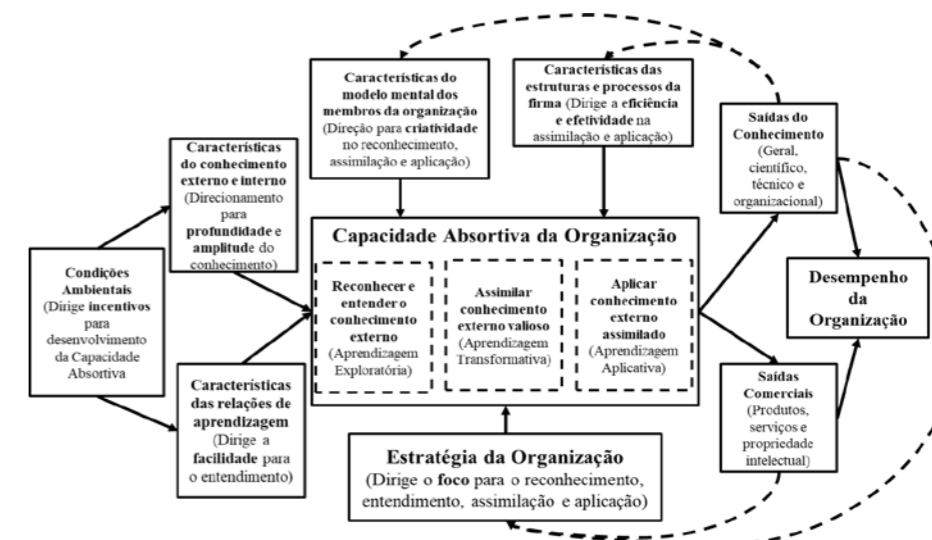 Características do
modelo mental dos
membros da organização
(Direção para criatividade
no reconhecimento,
assimilação e aplicação)
Características das
estruturas e processos da
firma (Dirige a eficiência
e efetividade na
assimilação e aplicação)
Saídas do
Conhecimento
(Geral,
científico,
técnico e
organizacional)
Características
do conhecimento
externo e interno
(Direcionamento
para
profundidade e
amplitude do
conhecimento)
Condições
Ambientais
(Dirige incentivos
para
desenvolvimento
da Capacidade
Absortiva
Características
das relações de
aprendizagem
(Dirige a
facilidade para
o entendimento)
Capacidade Absortiva da Organização
Reconhecer e
entender o
conhecimento
externo
(Aprendizagem
Exploratória)
Assimilar
conhecimento
externo valioso
(Aprendizagem
Transformativa)
Aplicar
conhecimento
externo
assimilado
(Aprendizagem
Aplicativa)
Desempenho
da
Organização
Saídas
Comerciais
(Produtos,
serviços e
propriedade
intelectual)
Estratégia da Organização
(Dirige o foco para o reconhecimento,
entendimento, assimilação e aplicação)